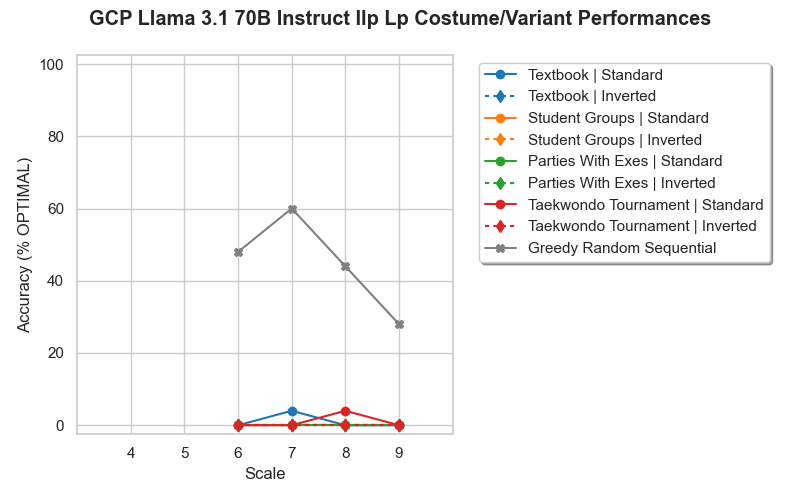 GCP Llama 3.1 70B Instruct Ilp Lp Costume/Variant Performances
100
80
60
40
20
0
Accuracy (% OPTIMAL)
4 5 6 7 8 9
Scale
Textbook | Standard
Textbook | Inverted
Student Groups | Standard
Student Groups | Inverted
Parties With Exes | Standard
Parties With Exes | Inverted
Taekwondo Tournament | Standard
Taekwondo Tournament | Inverted
Greedy Random Sequential